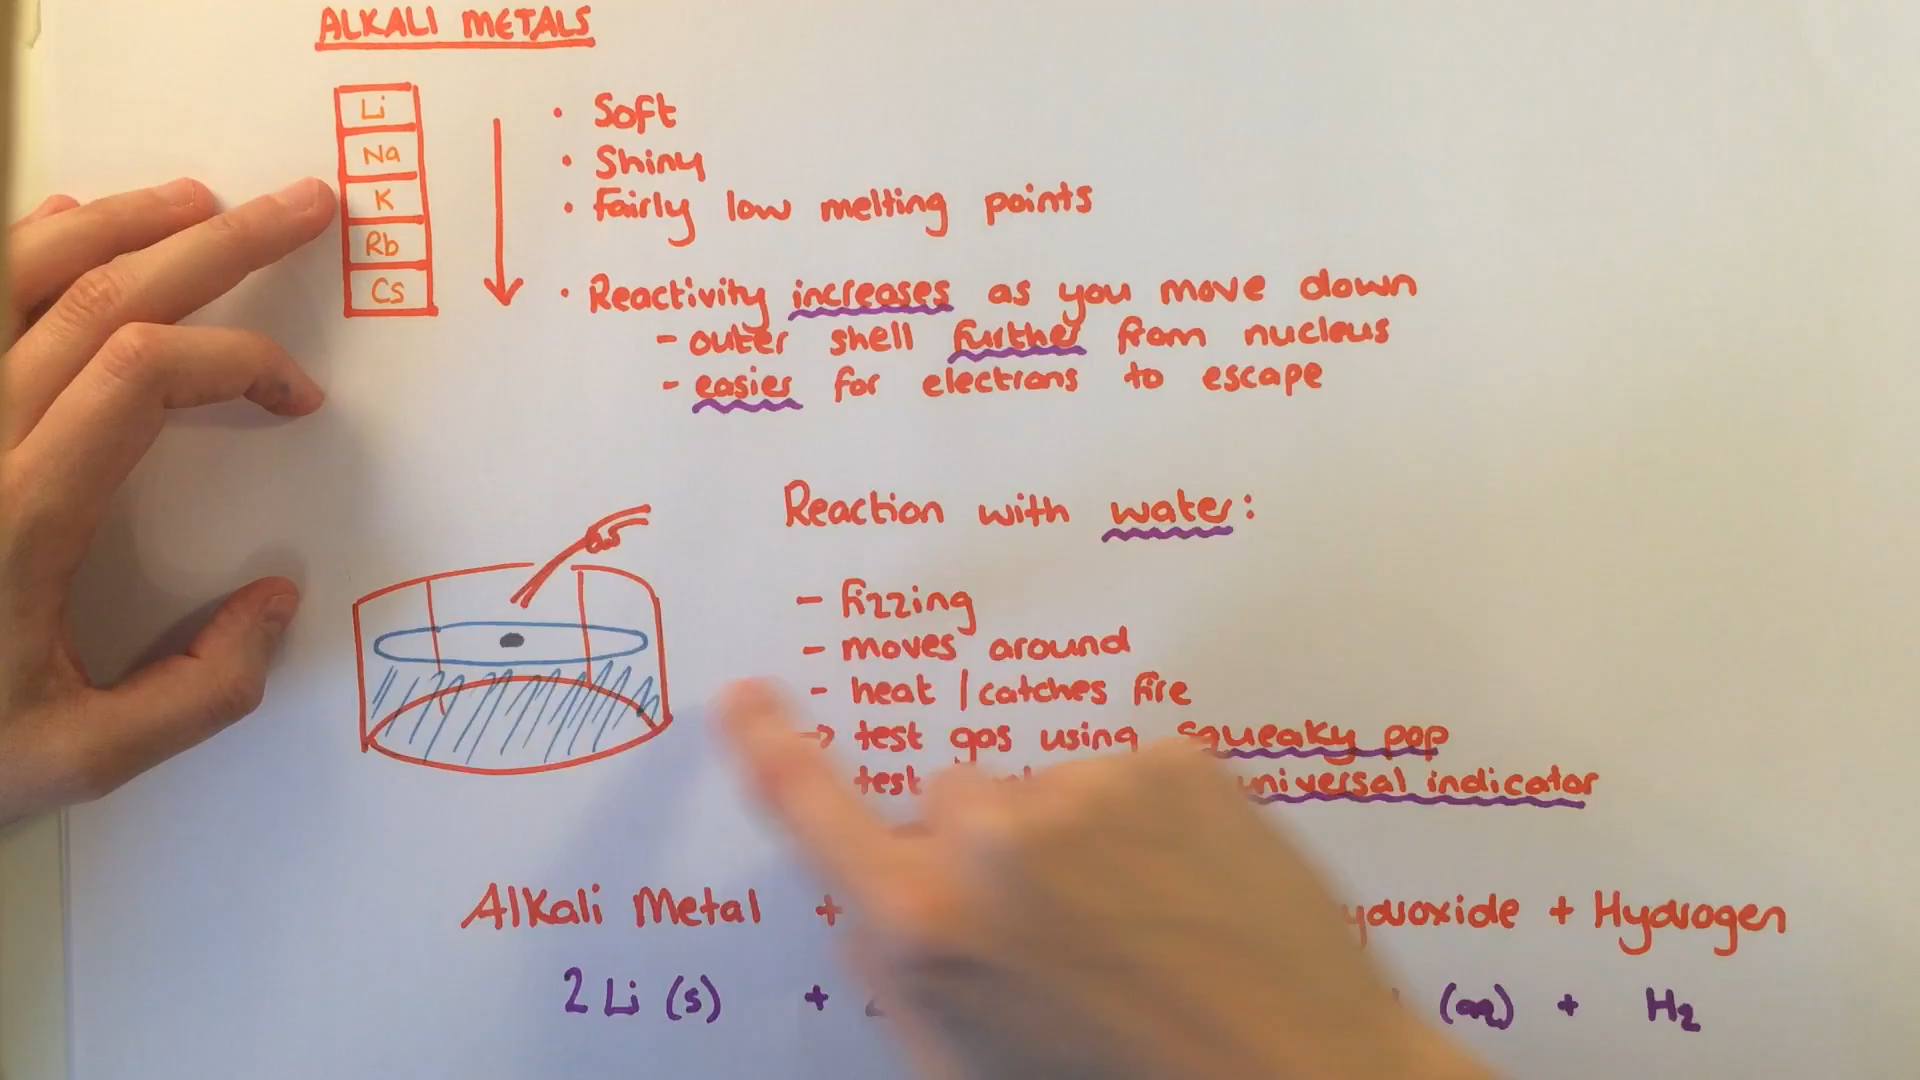 ALKALI METALS
Li
Na
K
Rb
Cs
• Soft
• Shiny
• Fairly low melting points
• Reactivity increases as you move down
- outer shell further from nucleus
- easier for electrons to escape
Reaction with water:
- fizzing
- moves around
- heat / catches fire
→ test gas using squeaky pop
test universal indicator
Alkali Metal + ydroxide + Hydrogen
2 Li (s) + (aq) + H₂